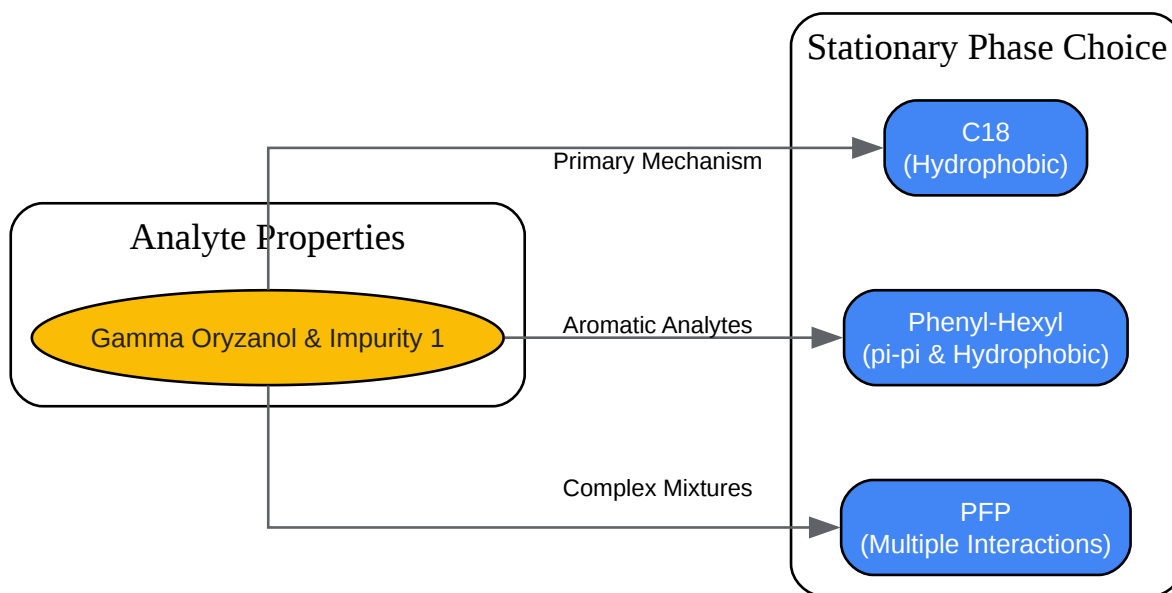 Stationary Phase Choice
C18
(Hydrophobic)
Primary Mechanism
Analyte Properties
Gamma Oryzanol & Impurity 1
Aromatic Analytes
Phenyl-Hexyl
(pi-pi & Hydrophobic)
Complex Mixtures
PFP
(Multiple Interactions)